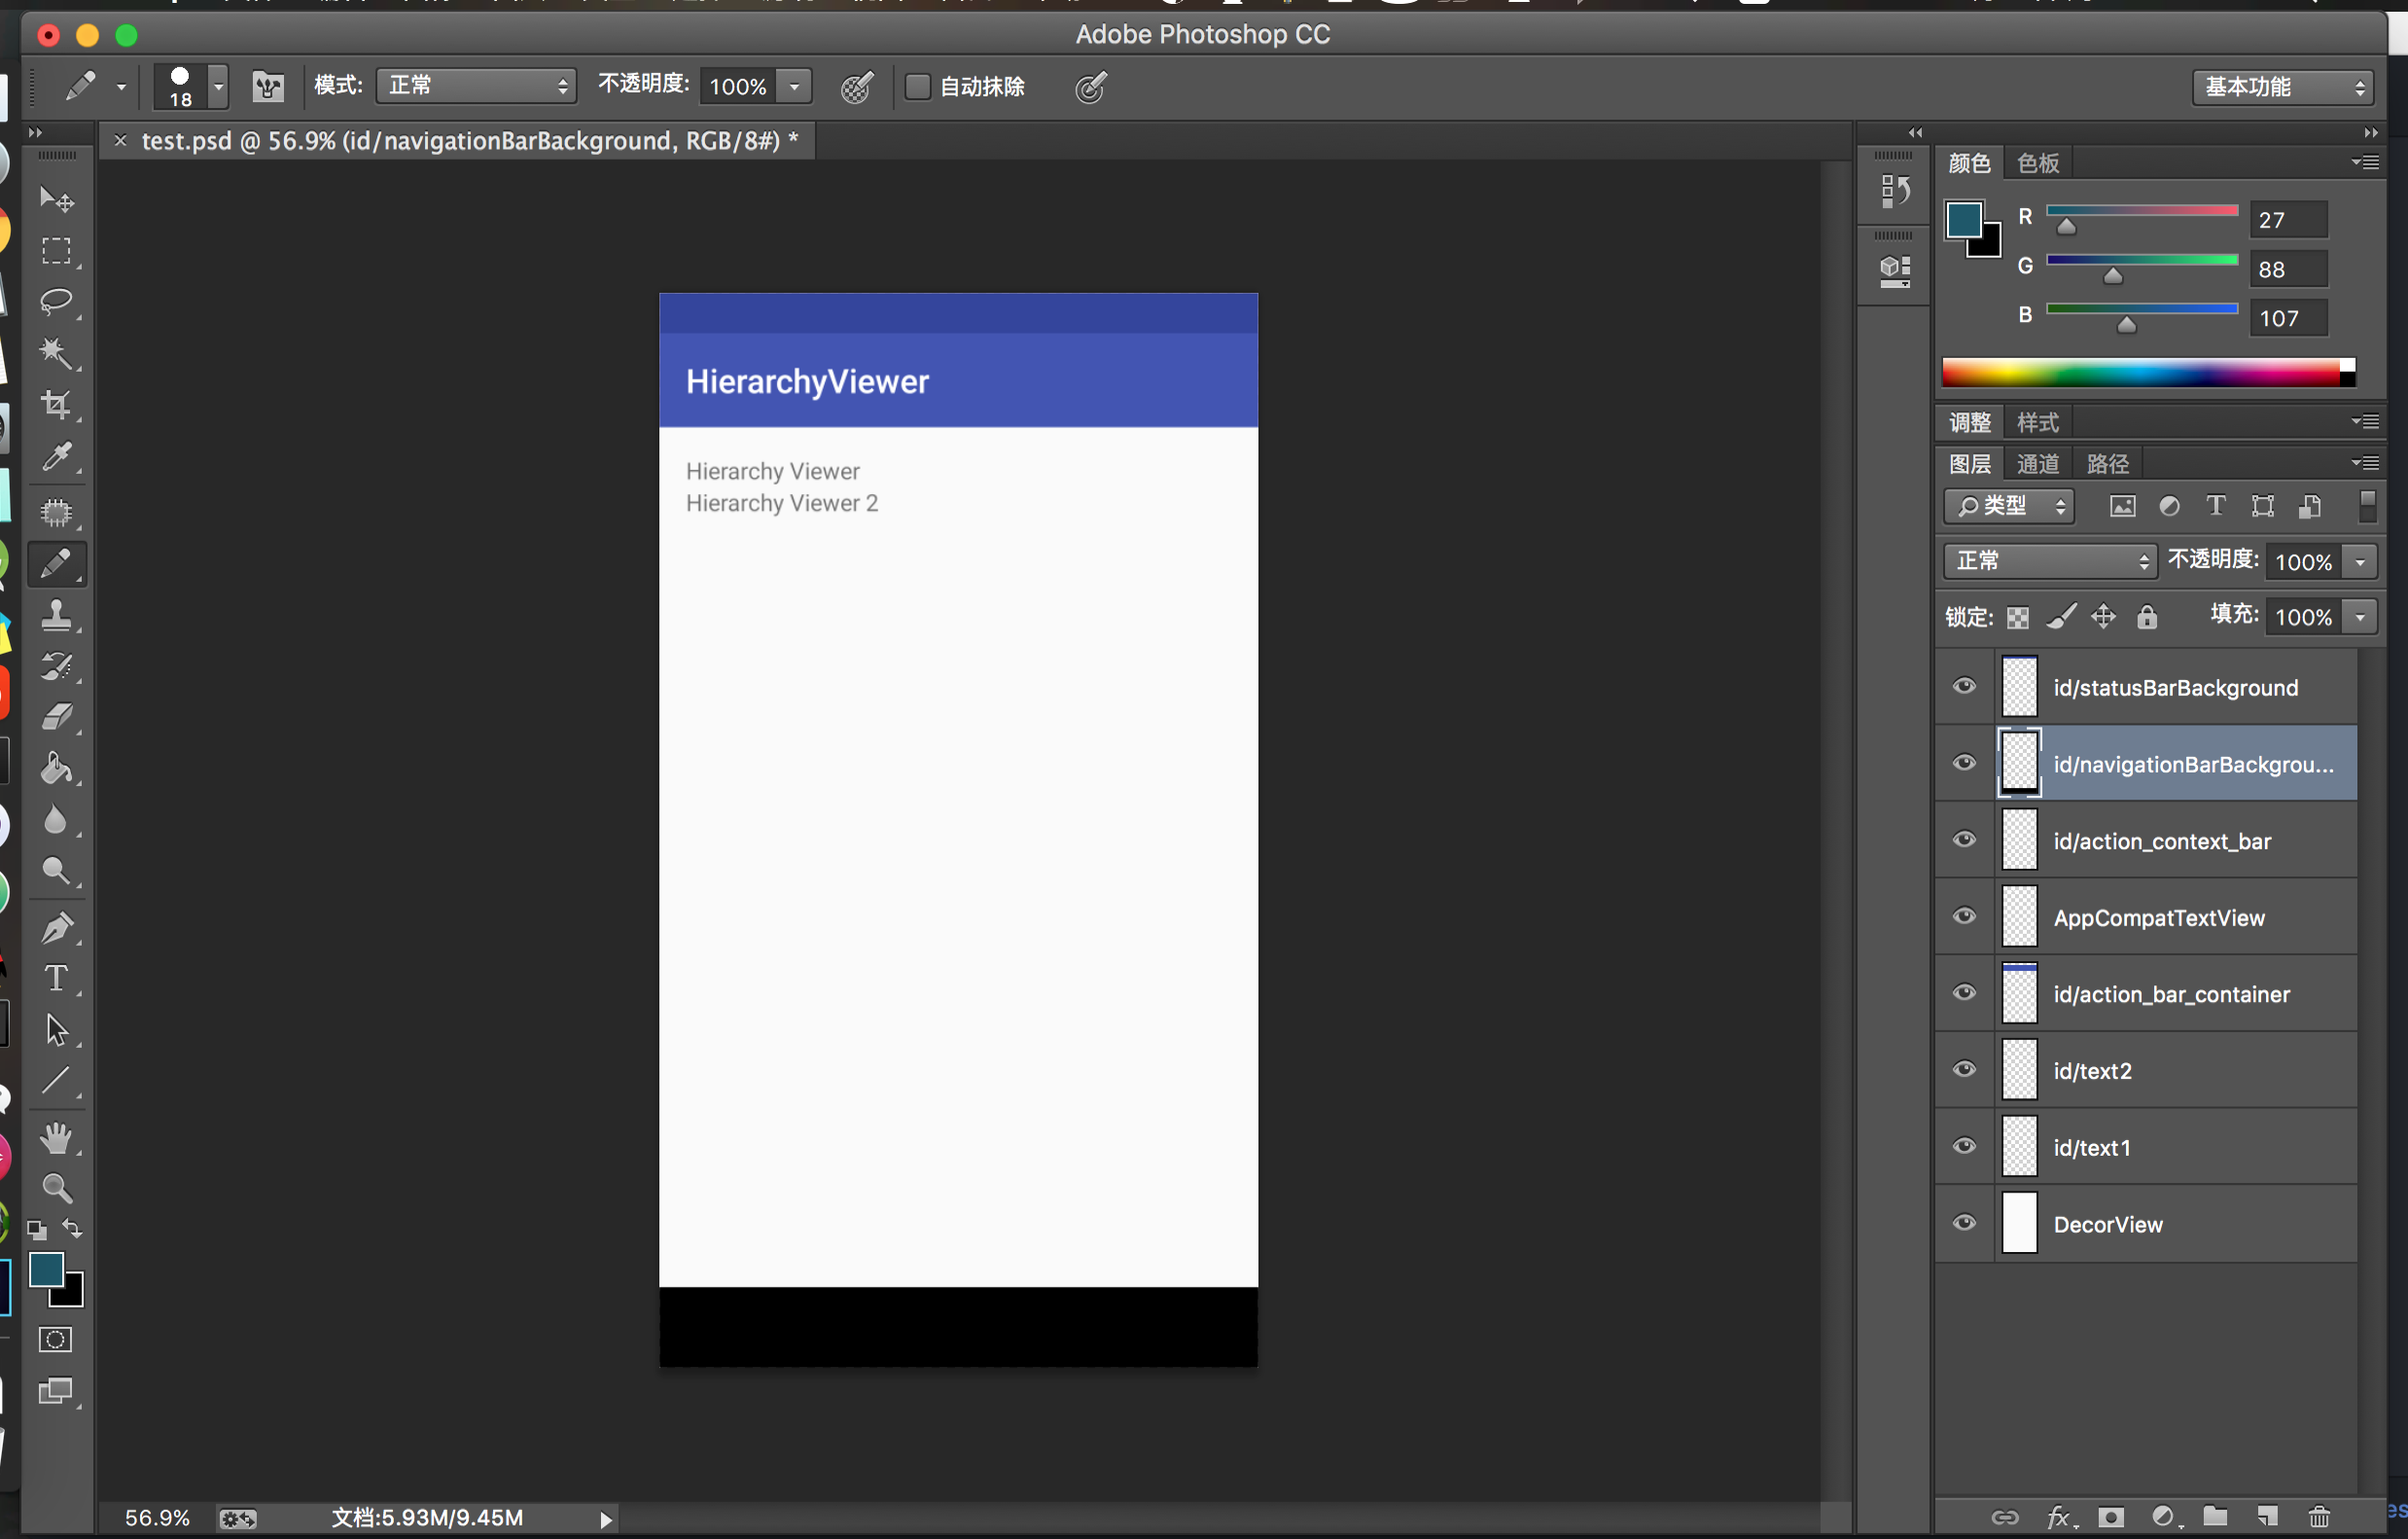 Adobe Photoshop CC
18
模式: 正常 不透明度: 100% 自动抹除 基本功能
× test.psd @ 56.9% (id/navigationBarBackground, RGB/8#) *
颜色 色板
R 27
G 88
B 107
调整 样式
图层 通道 路径
类型
正常 不透明度: 100%
锁定: 填充: 100%
id/statusBarBackground
id/navigationBarBackgrou...
id/action_context_bar
AppCompatTextView
id/action_bar_container
id/text2
id/text1
DecorView
HierarchyViewer
Hierarchy Viewer
Hierarchy Viewer 2
56.9% 文档:5.93M/9.45M
fx